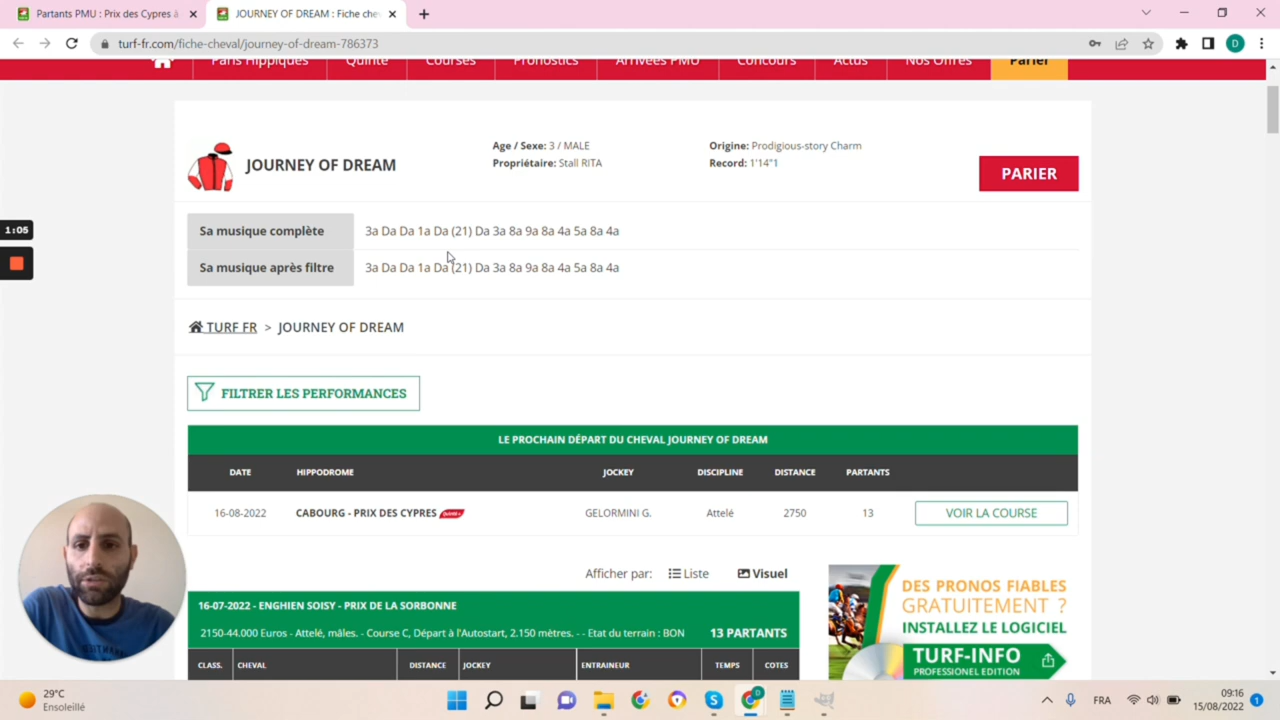 Partants PMU : Prix des Cypres à
JOURNEY OF DREAM : Fiche che
turf-fr.com/fiche-cheval/journey-of-dream-786373
D
Paris Hippiques Quinté Courses Pronostics Arrivées PMU Concours Actus Nos Offres Parier
JOURNEY OF DREAM
Age / Sexe: 3 / MALE
Propriétaire: Stall RITA
Origine: Prodigious-story Charm
Record: 1'14"1
PARIER
Sa musique complète 3a Da Da 1a Da (21) Da 3a 8a 9a 8a 4a 5a 8a 4a
Sa musique après filtre 3a Da Da 1a Da (21) Da 3a 8a 9a 8a 4a 5a 8a 4a
1:05
TURF FR > JOURNEY OF DREAM
FILTRER LES PERFORMANCES
LE PROCHAIN DÉPART DU CHEVAL JOURNEY OF DREAM
DATE HIPPODROME JOCKEY DISCIPLINE DISTANCE PARTANTS
16-08-2022 CABOURG - PRIX DES CYPRES QUINTÉ+ GELORMINI G. Attelé 2750 13 VOIR LA COURSE
Afficher par: Liste Visuel
16-07-2022 - ENGHIEN SOISY - PRIX DE LA SORBONNE
2150-44.000 Euros - Attelé, mâles. - Course C, Départ à l'Autostart, 2.150 mètres. - - Etat du terrain : BON 13 PARTANTS
CLASS. CHEVAL DISTANCE JOCKEY ENTRAINEUR TEMPS COTES
DES PRONOS FIABLES
GRATUITEMENT ?
INSTALLEZ LE LOGICIEL
TURF-INFO
PROFESSIONEL EDITION
29°C
Ensoleillé
D
FRA
09:16
15/08/2022
1